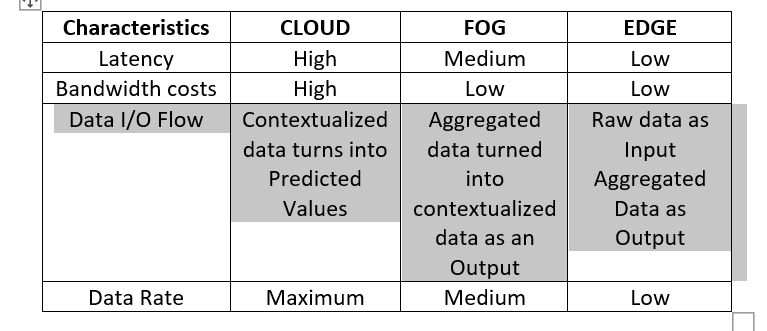 Characteristics CLOUD FOG EDGE
Latency High Medium Low
Bandwidth costs High Low Low
Data I/O Flow Contextualized Aggregated Raw data as
data turns into data turned Input
Predicted into Aggregated
Values contextualized Data as
data as an Output
Output
Data Rate Maximum Medium Low